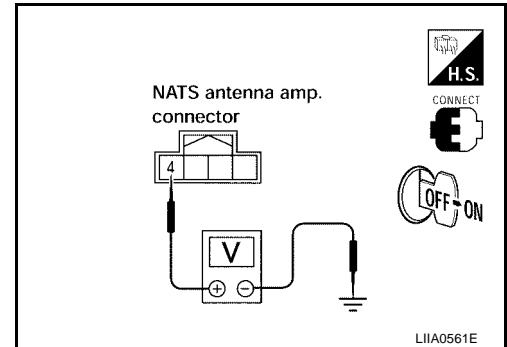 H.S.
NATS antenna amp.
connector
CONNECT
4
OFF ON
V
+ −
LIIA0561E